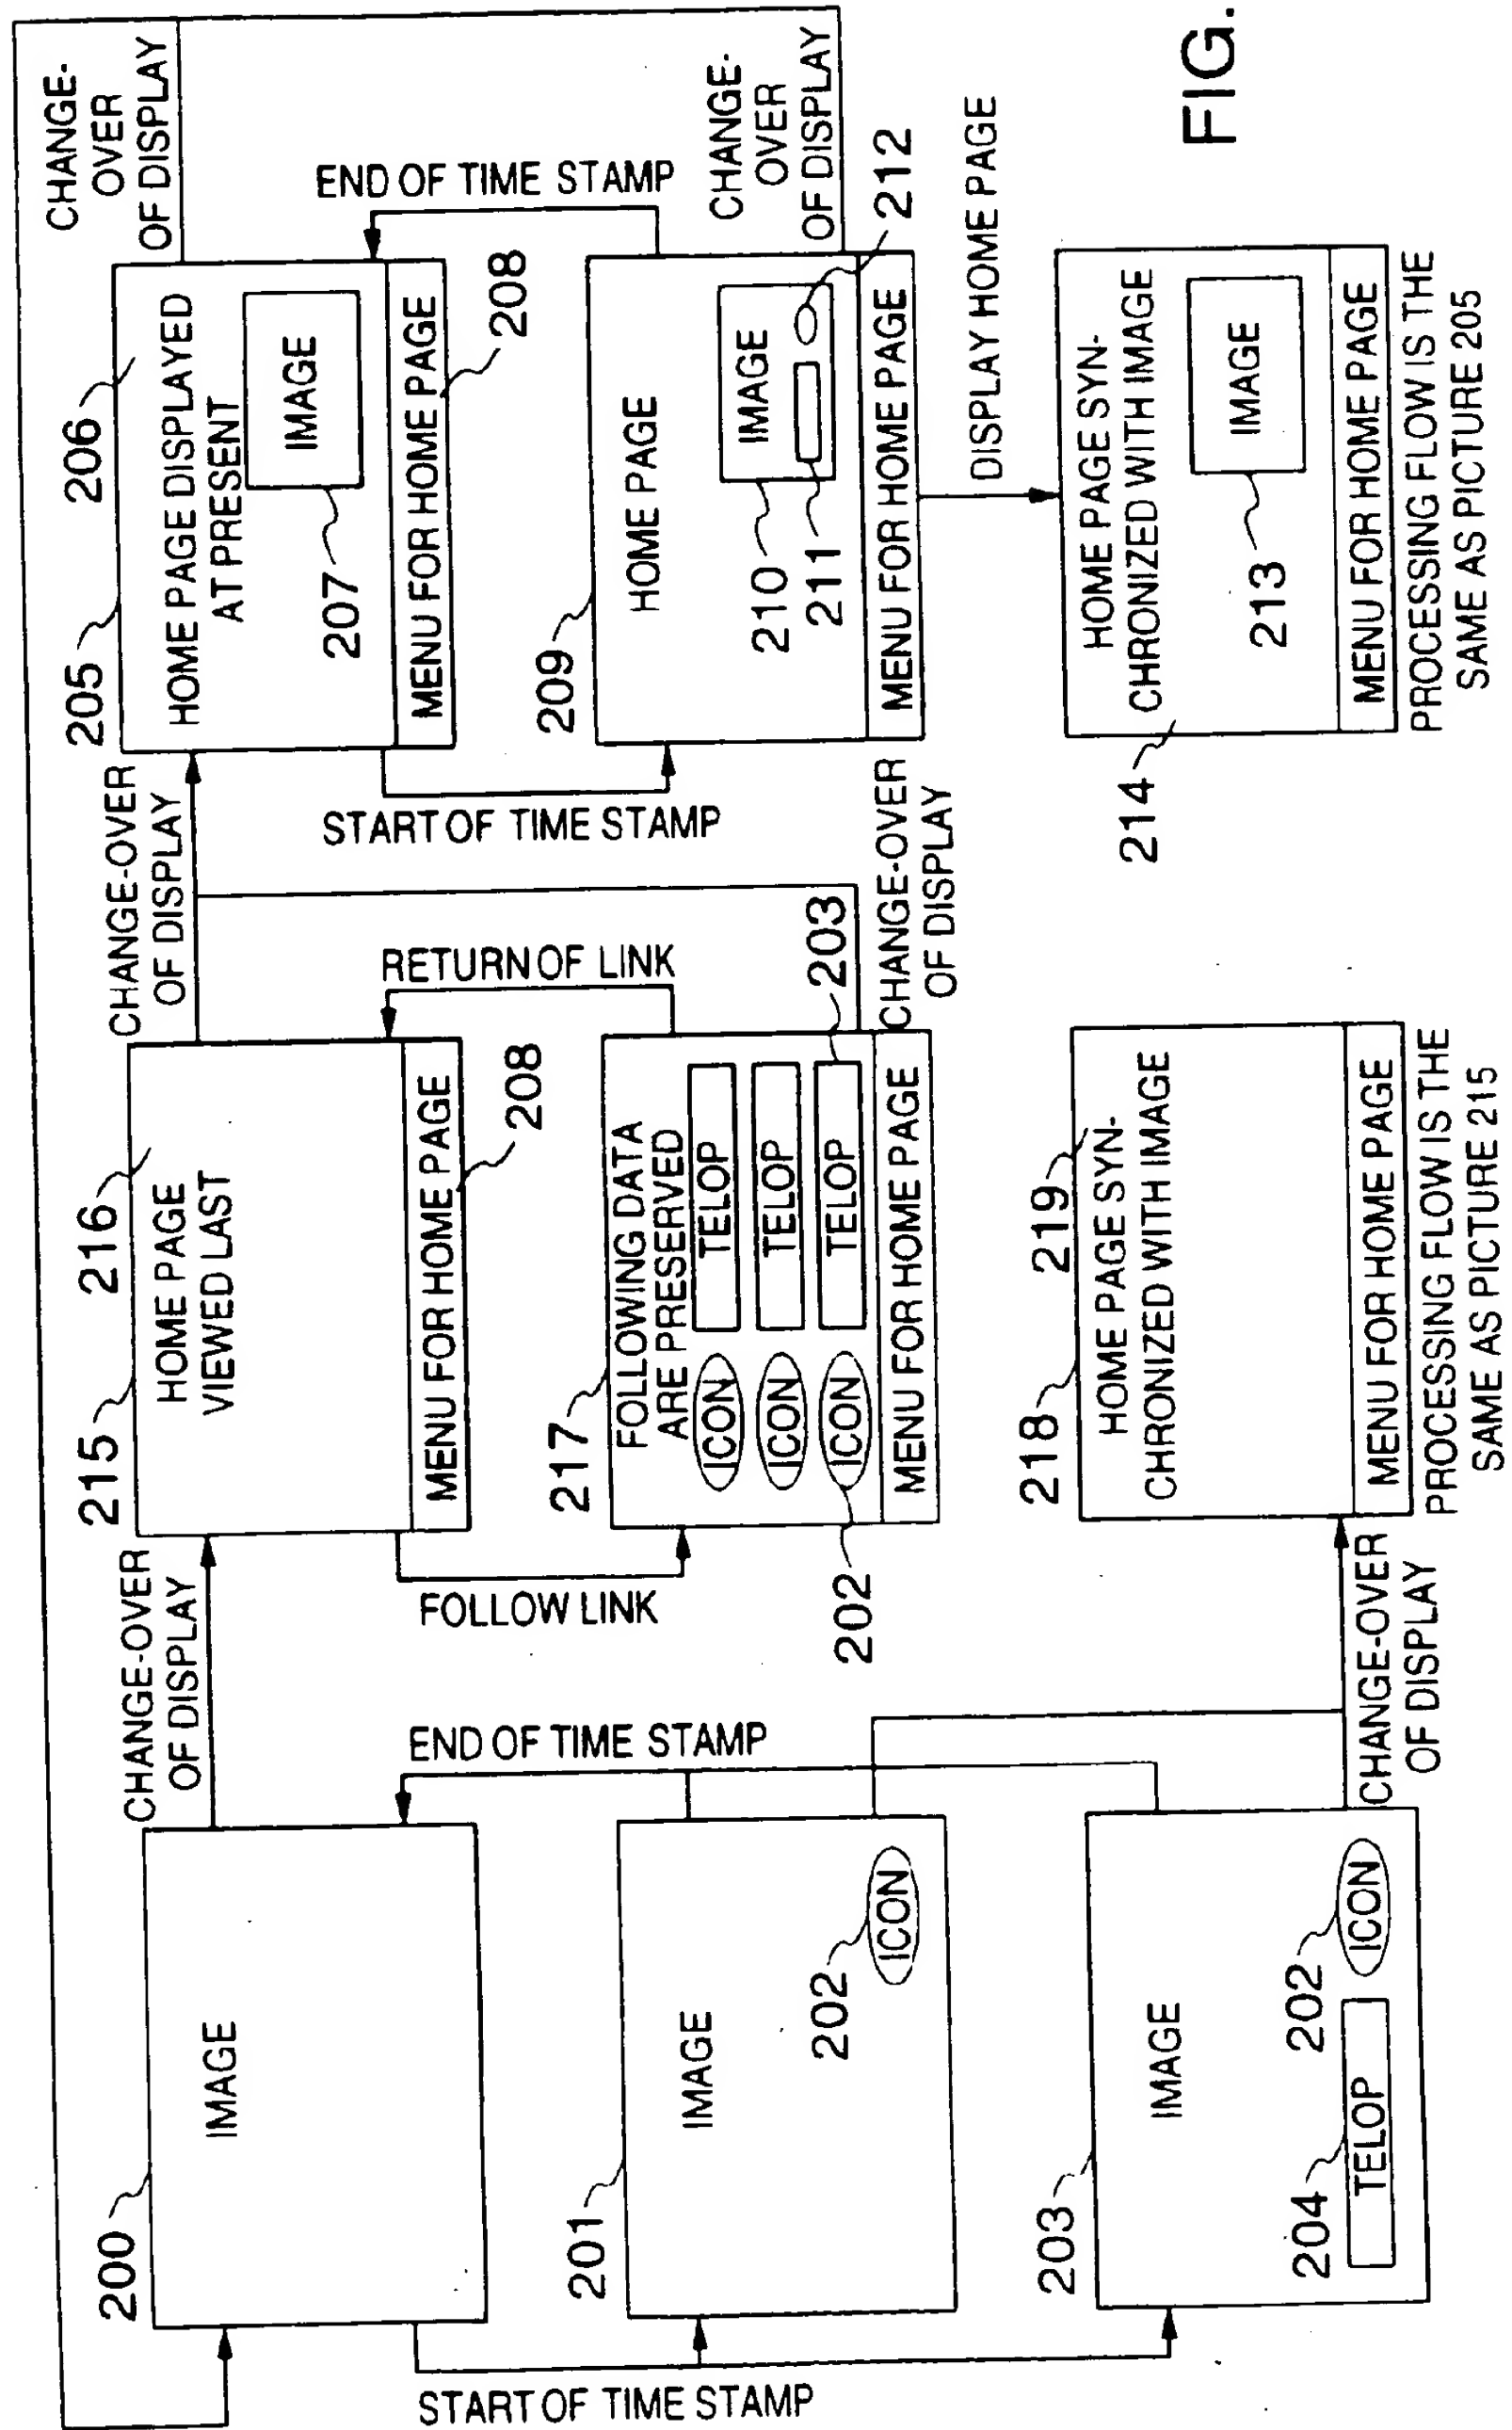 CHANGE-OVER
OF DISPLAY
CHANGE-OVER
OF DISPLAY
CHANGE-
OVER
OF DISPLAY
200
IMAGE
215
216
HOME PAGE
VIEWED LAST
MENU FOR HOME PAGE
208
205
206
HOME PAGE DISPLAYED
AT PRESENT
IMAGE
207
MENU FOR HOME PAGE
208
START OF TIME STAMP
END OF TIME STAMP
FOLLOW LINK
RETURN OF LINK
START OF TIME STAMP
END OF TIME STAMP
201
IMAGE
202
ICON
217
FOLLOWING DATA
ARE PRESERVED
ICON
TELOP
ICON
TELOP
ICON
TELOP
202
203
MENU FOR HOME PAGE
CHANGE-OVER
OF DISPLAY
209
HOME PAGE
IMAGE
210
211
212
MENU FOR HOME PAGE
CHANGE-
OVER
OF DISPLAY
DISPLAY HOME PAGE
203
IMAGE
204
TELOP
202
ICON
CHANGE-OVER
OF DISPLAY
218
219
HOME PAGE SYN-
CHRONIZED WITH IMAGE
MENU FOR HOME PAGE
PROCESSING FLOW IS THE
SAME AS PICTURE 215
214
HOME PAGE SYN-
CHRONIZED WITH IMAGE
IMAGE
213
MENU FOR HOME PAGE
PROCESSING FLOW IS THE
SAME AS PICTURE 205
FIG.